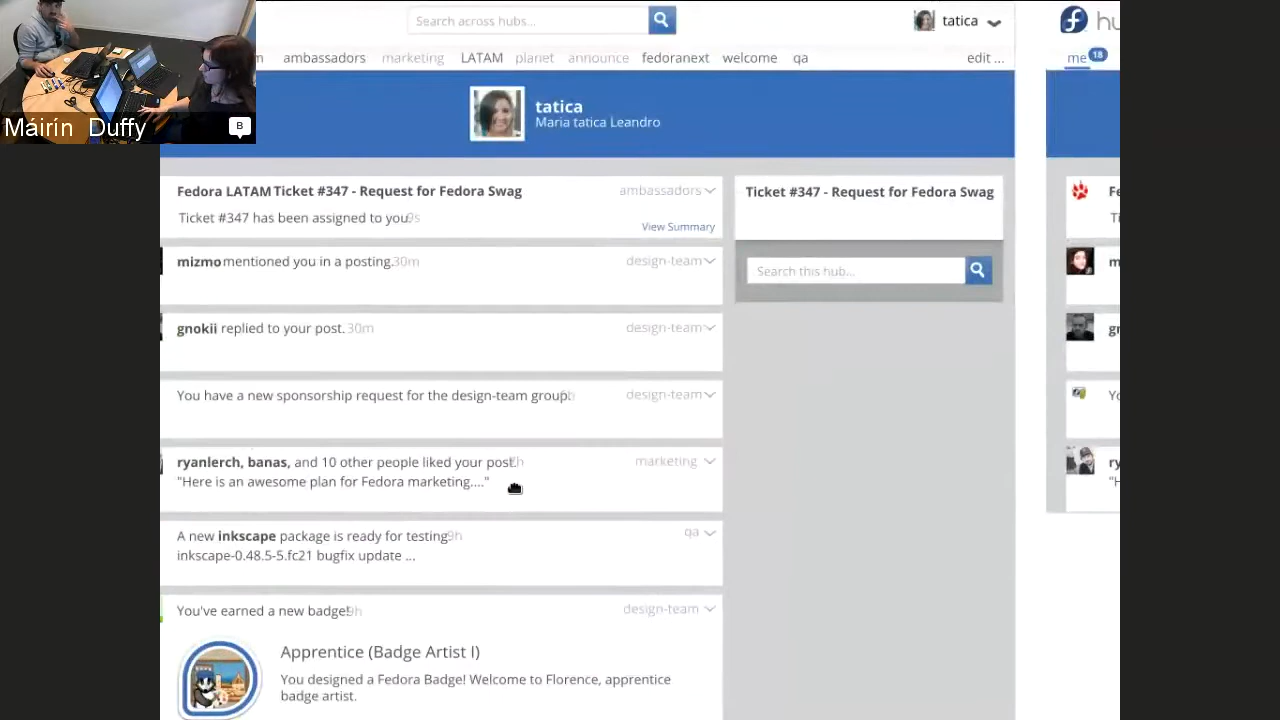 Search across hubs...
tatica
ambassadors marketing LATAM planet announce fedoranext welcome qa edit ...
me 18
tatica
Maria tatica Leandro
Máirín Duffy
B
Fedora LATAM Ticket #347 - Request for Fedora Swag ambassadors
Ticket #347 has been assigned to you. 9s
View Summary
Ticket #347 - Request for Fedora Swag
Search this hub...
mizmo mentioned you in a posting. 30m design-team
gnokii replied to your post. 30m design-team
You have a new sponsorship request for the design-team group. design-team
ryanlerch, banas, and 10 other people liked your post. marketing
"Here is an awesome plan for Fedora marketing...."
A new inkscape package is ready for testing. 9h qa
inkscape-0.48.5-5.fc21 bugfix update ...
You've earned a new badge! 9h design-team
Apprentice (Badge Artist I)
You designed a Fedora Badge! Welcome to Florence, apprentice
badge artist.